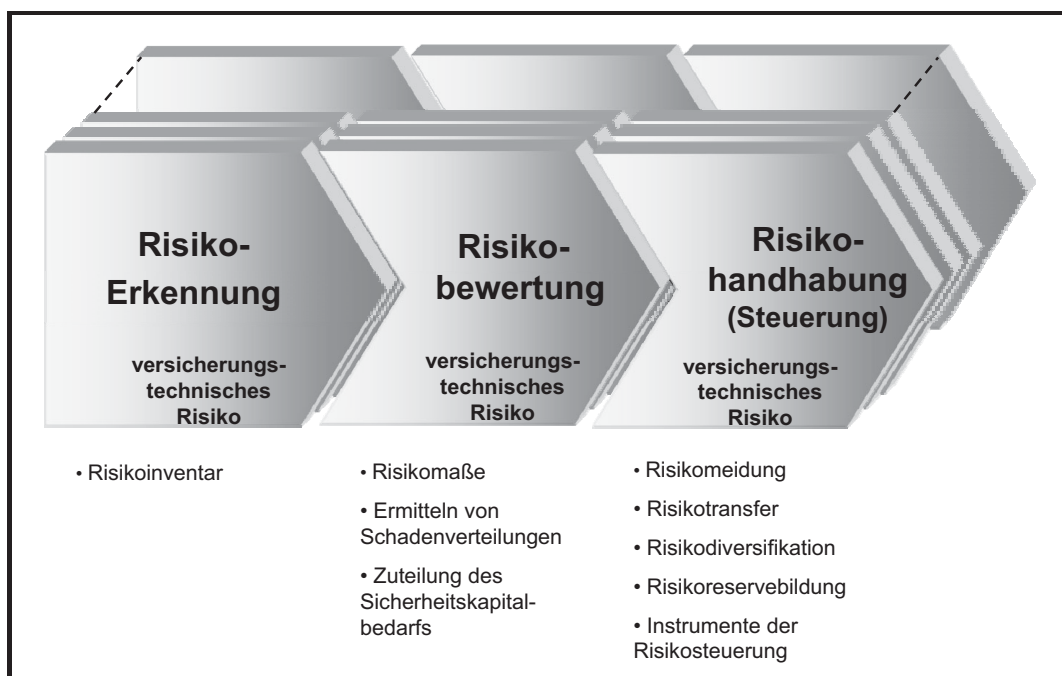 Risiko-
Erkennung
versicherungs-
technisches
Risiko
Risiko-
bewertung
versicherungs-
technisches
Risiko
Risiko-
handhabung
(Steuerung)
versicherungs-
technisches
Risiko
• Risikoinventar
• Risikomaße
• Ermitteln von
Schadenverteilungen
• Zuteilung des
Sicherheitskapital-
bedarfs
• Risikomeidung
• Risikotransfer
• Risikodiversifikation
• Risikoreservebildung
• Instrumente der
Risikosteuerung